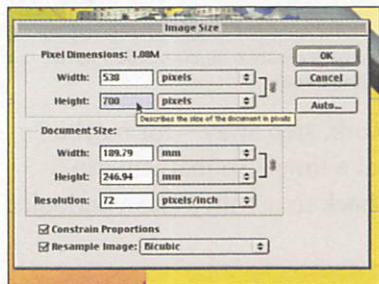 Image Size
Pixel Dimensions: 1.08M
OK
Width: 538 pixels
Cancel
Height: 700 pixels
Auto...
Describes the size of the document in pixels
Document Size:
Width: 189.79 mm
Height: 246.94 mm
Resolution: 72 pixels/inch
Constrain Proportions
Resample Image: Bicubic